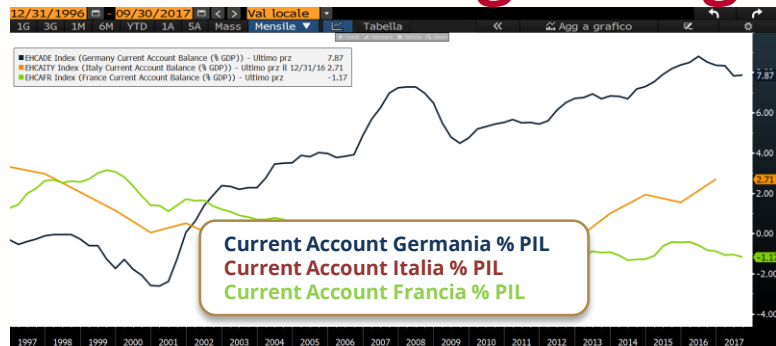 12/31/1996 - 09/30/2017 < > Val locale
1G 3G 1M 6M YTD 1A 5A Mass Mensile ▼ Tabella « Agg a grafico
EHCADE Index (Germany Current Account Balance (% GDP)) - Ultimo prz 7.87
EHCAITY Index (Italy Current Account Balance (% GDP)) - Ultimo prz il 12/31/16 2.71
EHCAFR Index (France Current Account Balance (% GDP)) - Ultimo prz -1.17
7.87
6.00
4.00
2.71
2.00
0.00
-1.17
-2.00
-4.00
Current Account Germania % PIL
Current Account Italia % PIL
Current Account Francia % PIL
1997 1998 1999 2000 2001 2002 2003 2004 2005 2006 2007 2008 2009 2010 2011 2012 2013 2014 2015 2016 2017